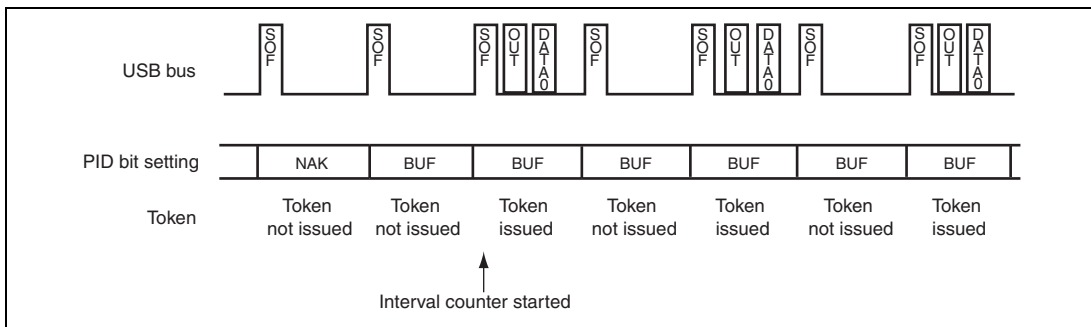 USB bus
SOF SOF SOF OUT DATA0 SOF SOF OUT DATA0 SOF SOF OUT DATA0
PID bit setting NAK BUF BUF BUF BUF BUF BUF
Token
Token not issued
Token not issued
Token issued
Token not issued
Token issued
Token not issued
Token issued
Interval counter started